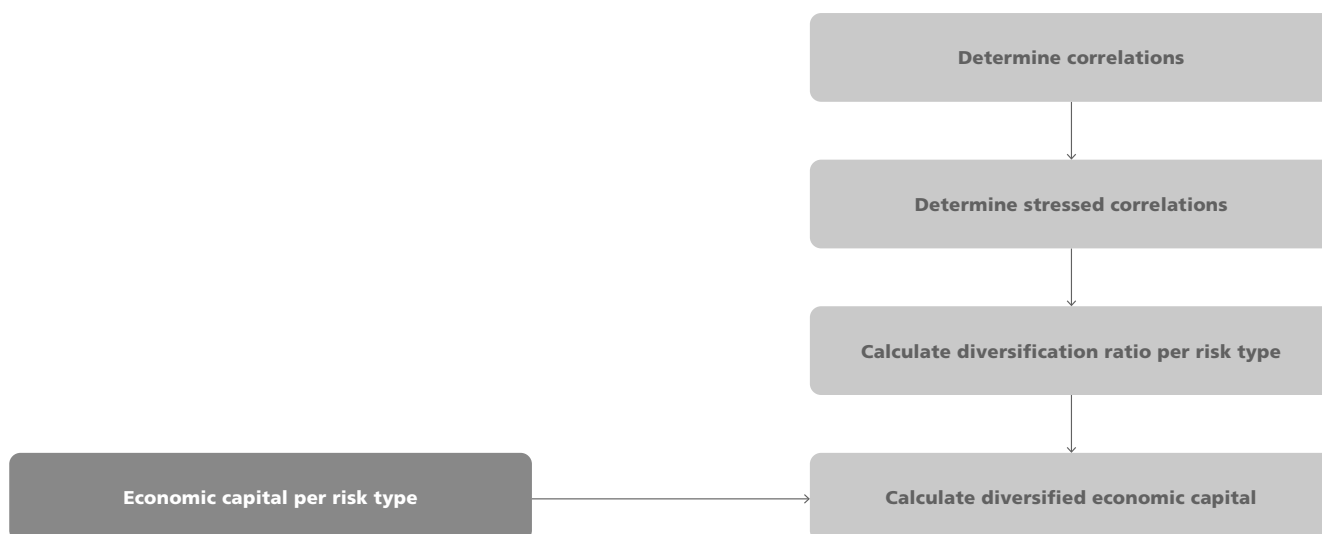 Determine correlations
Determine stressed correlations
Calculate diversification ratio per risk type
Economic capital per risk type
Calculate diversified economic capital